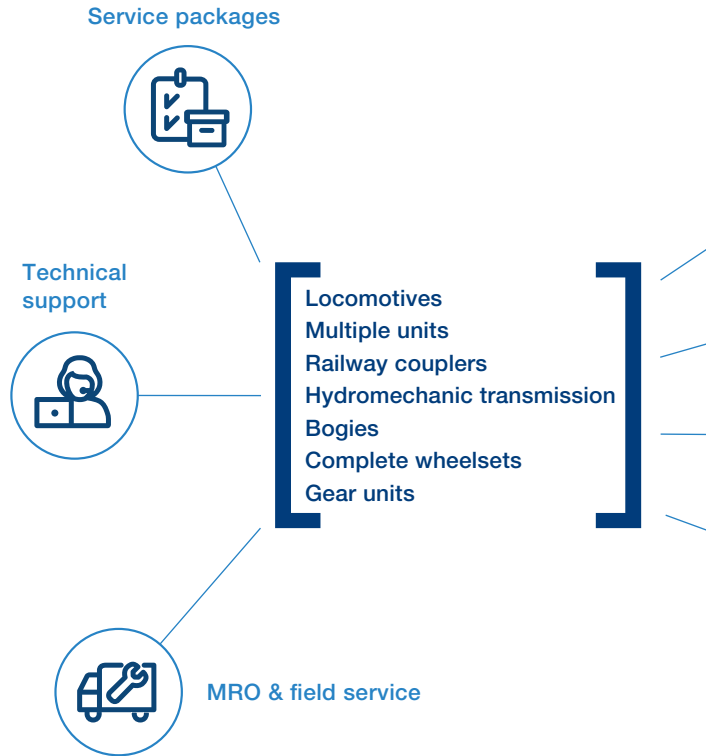 Service packages
Technical
support
Locomotives
Multiple units
Railway couplers
Hydromechanic transmission
Bogies
Complete wheelsets
Gear units
MRO & field service